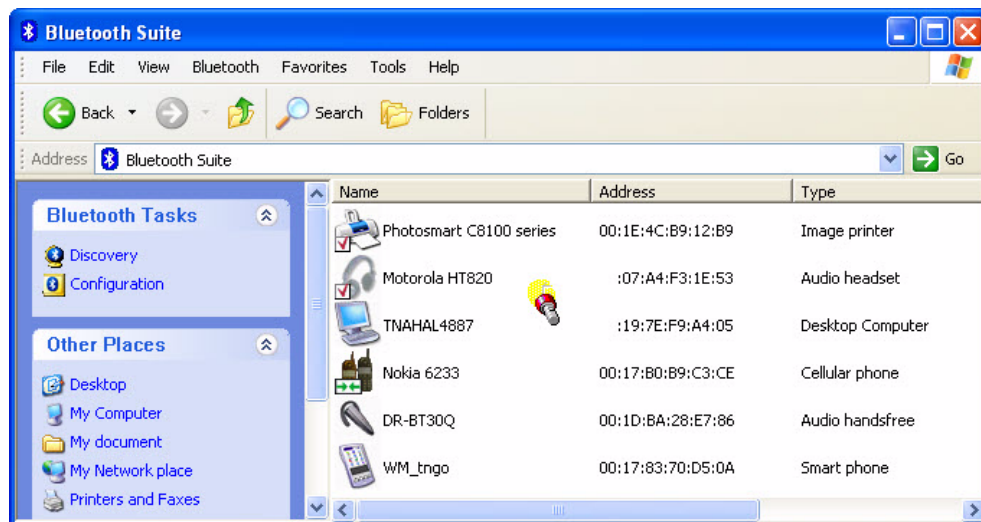 Bluetooth Suite
File Edit View Bluetooth Favorites Tools Help
Back Search Folders
Address Bluetooth Suite Go
Name Address Type
Bluetooth Tasks
Discovery
Configuration
Other Places
Desktop
My Computer
My document
My Network place
Printers and Faxes
Photosmart C8100 series 00:1E:4C:B9:12:B9 Image printer
Motorola HT820 :07:A4:F3:1E:53 Audio headset
TNAHAL4887 :19:7E:F9:A4:05 Desktop Computer
Nokia 6233 00:17:B0:B9:C3:CE Cellular phone
DR-BT30Q 00:1D:BA:28:E7:86 Audio handsfree
WM_tngo 00:17:83:70:D5:0A Smart phone